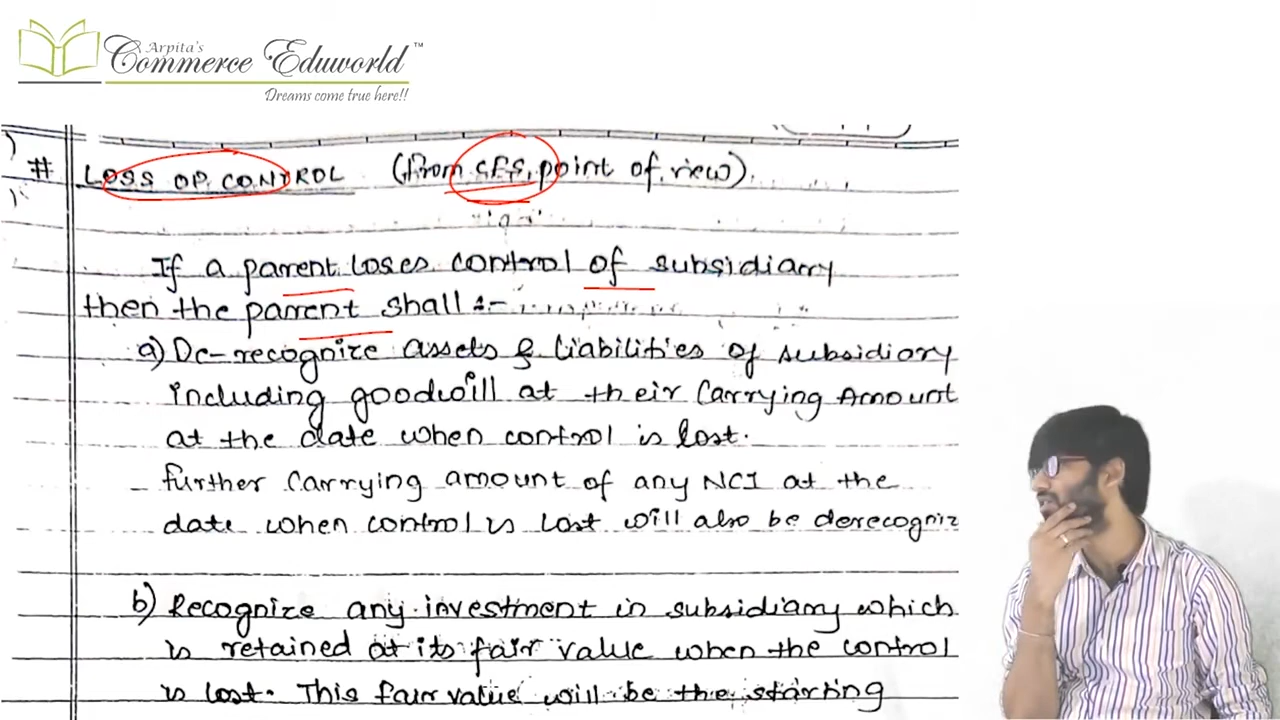 Arpita's
Commerce Eduworld™
Dreams come true here!!
# LOSS OF CONTROL (From SFS, point of view)
If a parent loses control of subsidiary
then the parent shall :-
a) De-recognize assets & liabilities of subsidiory
including goodwill at their carrying Amount
at the date when control is lost.
further carrying amount of any NCI at the
date when control is lost will also be derecogniz
b) Recognize any investment in subsidiary which
is retained at its fair value when the control
is lost. This fair value will be the starting